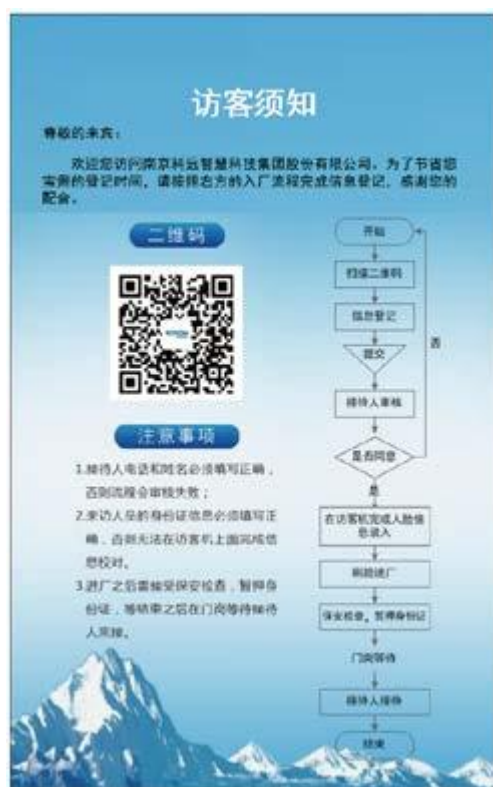 访客须知
尊敬的来宾：
欢迎您访问南京科远智慧科技集团股份有限公司。为了节省您
宝贵的登记时间，请按照右方的入厂流程完成信息登记，感谢您的
配合。
二维码
注意事项
1.接待人电话和姓名必须填写正确，
否则流程会审核失败；
2.来访人员的身份证信息必须填写正
确，否则无法在访客机上面完成信
息校对。
3.进厂之后需接受保安检查，暂押身
份证，等结束之后在门岗等待接待
人来接。
开始
扫描二维码
信息登记
提交
接待人审核
是否同意
否
是
在访客机完成人脸信
息录入
刷脸进厂
保安检查，暂押身份证
门岗等待
接待人接待
结束